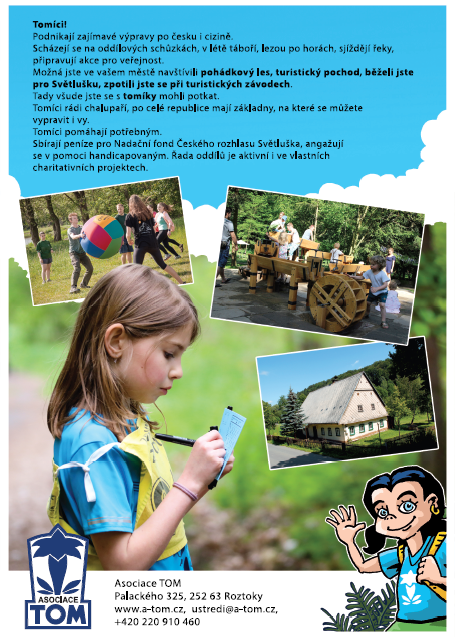 Tomíci!
Podnikají zajímavé výpravy po česku i cizině.
Scházejí se na oddílových schůzkách, v létě táboří, lezou po horách, sjíždějí řeky,
připravují akce pro veřejnost.
Možná jste ve vašem městě navštívili pohádkový les, turistický pochod, běželi jste
pro Světlušku, zpotili jste se při turistických závodech.
Tady všude jste se s tomíky mohli potkat.
Tomíci rádi chalupaří, po celé republice mají základny, na které se můžete
vypravit i vy.
Tomíci pomáhají potřebným.
Sbírají peníze pro Nadační fond Českého rozhlasu Světluška, angažují
se v pomoci handicapovaným. Řada oddílů je aktivní i ve vlastních
charitativních projektech.
ASOCIACE
TOM
Asociace TOM
Palackého 325, 252 63 Roztoky
www.a-tom.cz, ustredi@a-tom.cz,
+420 220 910 460